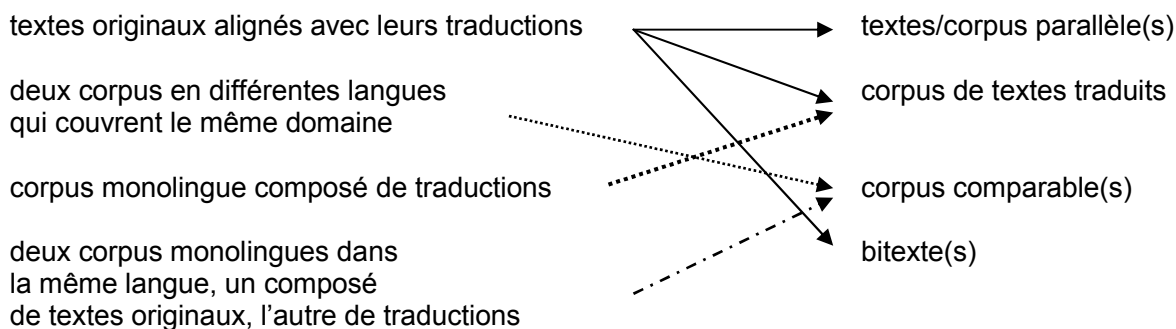 textes originaux alignés avec leurs traductions
textes/corpus parallèle(s)
deux corpus en différentes langues
qui couvrent le même domaine
corpus de textes traduits
corpus monolingue composé de traductions
corpus comparable(s)
deux corpus monolingues dans
la même langue, un composé
de textes originaux, l’autre de traductions
bitexte(s)